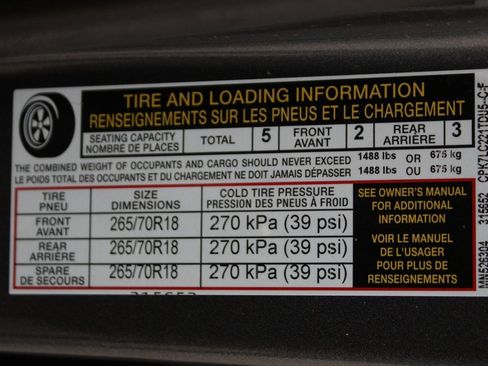 TIRE AND LOADING INFORMATION
RENSEIGNEMENTS SUR LES PNEUS ET LE CHARGEMENT
SEATING CAPACITY
NOMBRE DE PLACES
TOTAL 5
FRONT
AVANT
2
REAR
ARRIÈRE
3
THE COMBINED WEIGHT OF OCCUPANTS AND CARGO SHOULD NEVER EXCEED 1488 lbs OR 675 kg
LE POIDS TOTAL DES OCCUPANTS ET DU CHARGEMENT NE DOIT JAMAIS DÉPASSER 1488 lbs OU 675 kg
TIRE
PNEU
SIZE
DIMENSIONS
COLD TIRE PRESSURE
PRESSION DES PNEUS À FROID
FRONT
AVANT
265/70R18
270 kPa (39 psi)
REAR
ARRIÈRE
265/70R18
270 kPa (39 psi)
SPARE
DE SECOURS
265/70R18
270 kPa (39 psi)
SEE OWNER'S MANUAL
FOR ADDITIONAL
INFORMATION
VOIR LE MANUEL
DE L'USAGER
POUR PLUS DE
RENSEIGNEMENTS
MN526304 315652